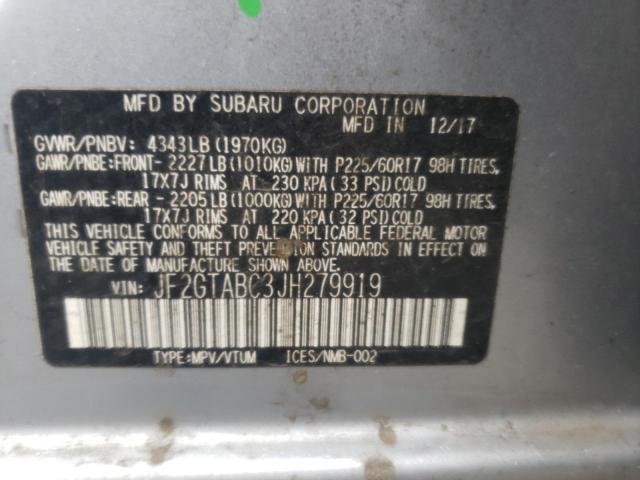 MFD BY SUBARU CORPORATION
MFD IN 12/17
GVWR/PNBV: 4343LB(1970KG)
GAWR/PNBE:FRONT- 2227LB(1010KG)WITH P225/60R17 98H TIRES,
17X7J RIMS AT 230 KPA(33 PSI)COLD
GAWR/PNBE:REAR -2205LB(1000KG)WITH P225/60R17 98H TIRES,
17X7J RIMS AT 220 KPA(32 PSI)COLD
THIS VEHICLE CONFORMS TO ALL APPLICABLE FEDERAL MOTOR
VEHICLE SAFETY AND THEFT PREVENTION STANDARDS IN EFFECT ON
THE DATE OF MANUFACTURE SHOWN ABOVE.
VIN: JF2GTABC3JH279919
TYPE:MPV/VTUM ICES/NMB-002